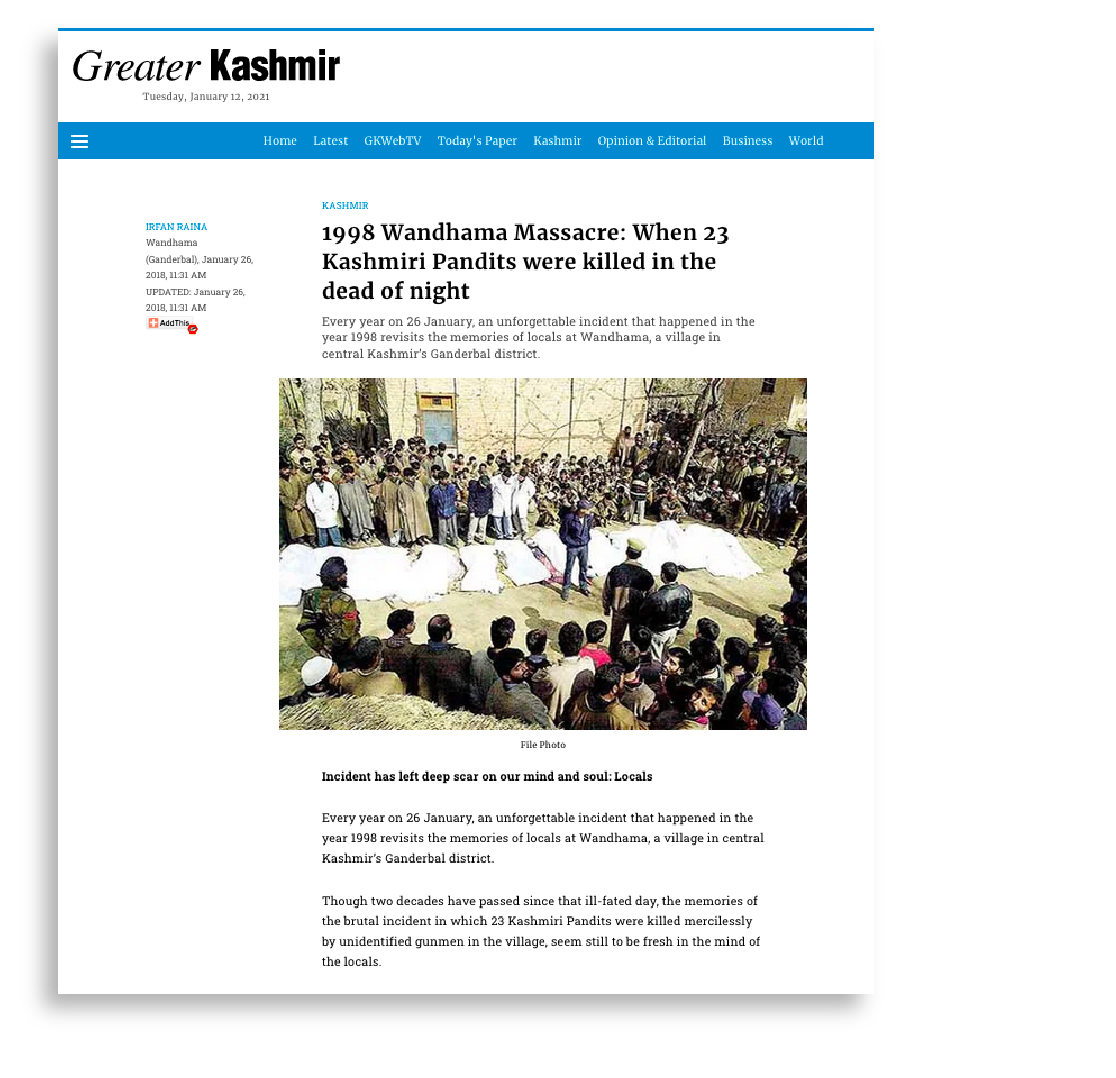 Greater Kashmir
Tuesday, January 12, 2021
Home Latest GKWebTV Today's Paper Kashmir Opinion & Editorial Business World
KASHMIR
IRFAN RAINA
Wandhama
(Ganderbal), January 26,
2018, 11:31 AM
UPDATED: January 26,
2018, 11:31 AM
AddThis
1998 Wandhama Massacre: When 23
Kashmiri Pandits were killed in the
dead of night
Every year on 26 January, an unforgettable incident that happened in the
year 1998 revisits the memories of locals at Wandhama, a village in
central Kashmir's Ganderbal district.
File Photo
Incident has left deep scar on our mind and soul: Locals
Every year on 26 January, an unforgettable incident that happened in the
year 1998 revisits the memories of locals at Wandhama, a village in central
Kashmir's Ganderbal district.
Though two decades have passed since that ill-fated day, the memories of
the brutal incident in which 23 Kashmiri Pandits were killed mercilessly
by unidentified gunmen in the village, seem still to be fresh in the mind of
the locals.